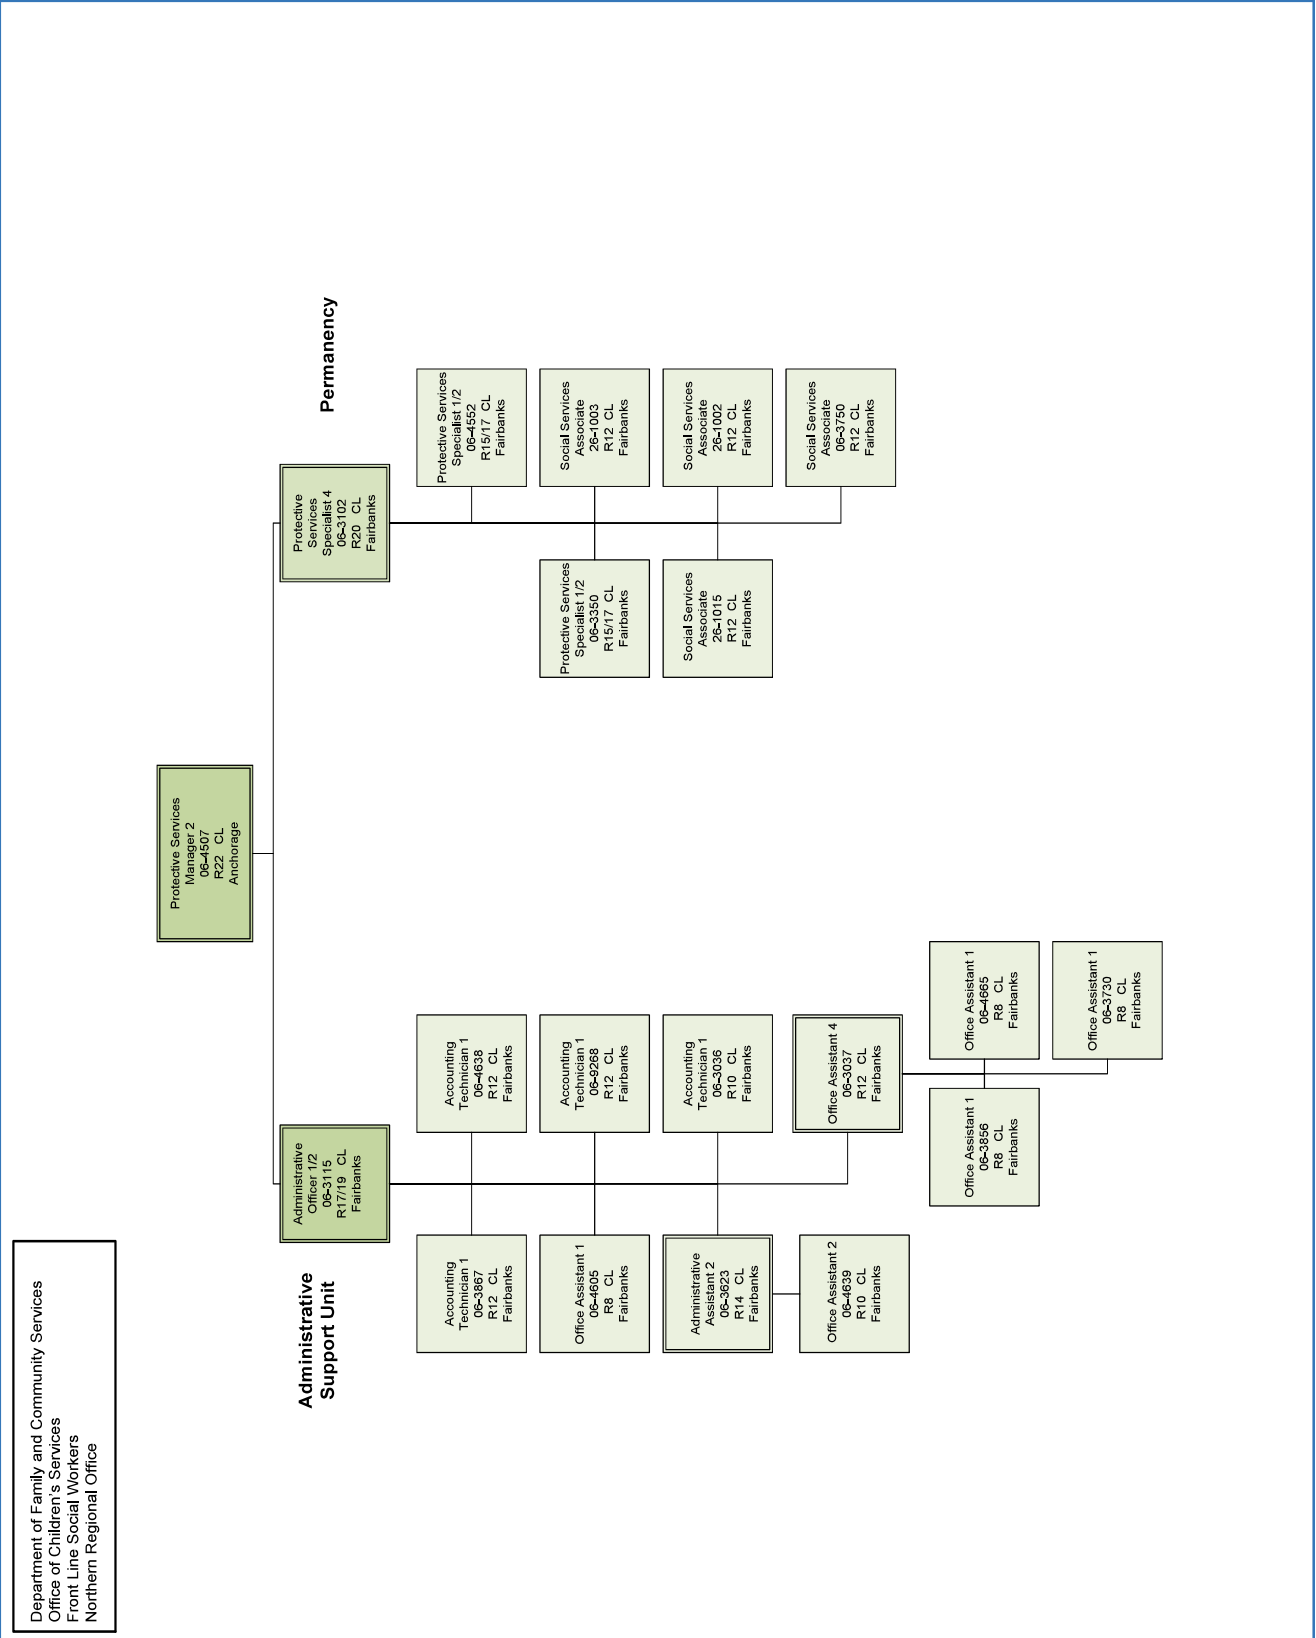 Department of Family and Community Services
Office of Children's Services
Front Line Social Workers
Northern Regional Office
Protective Services
Manager 2
06-4507
R22 CL
Anchorage
Administrative
Support Unit
Administrative
Officer 1/2
06-3115
R17/19 CL
Fairbanks
Protective
Services
Specialist 4
06-3102
R20 CL
Fairbanks
Permanency
Accounting
Technician 1
06-3867
R12 CL
Fairbanks
Accounting
Technician 1
06-4638
R12 CL
Fairbanks
Protective Services
Specialist 1/2
06-4552
R15/17 CL
Fairbanks
Office Assistant 1
06-4605
R8 CL
Fairbanks
Accounting
Technician 1
06-9268
R12 CL
Fairbanks
Protective Services
Specialist 1/2
06-3350
R15/17 CL
Fairbanks
Social Services
Associate
26-1003
R12 CL
Fairbanks
Administrative
Assistant 2
06-3623
R14 CL
Fairbanks
Accounting
Technician 1
06-3036
R10 CL
Fairbanks
Social Services
Associate
26-1015
R12 CL
Fairbanks
Social Services
Associate
26-1002
R12 CL
Fairbanks
Office Assistant 2
06-4639
R10 CL
Fairbanks
Office Assistant 4
06-3037
R12 CL
Fairbanks
Social Services
Associate
06-3750
R12 CL
Fairbanks
Office Assistant 1
06-3856
R8 CL
Fairbanks
Office Assistant 1
06-4665
R8 CL
Fairbanks
Office Assistant 1
06-3730
R8 CL
Fairbanks